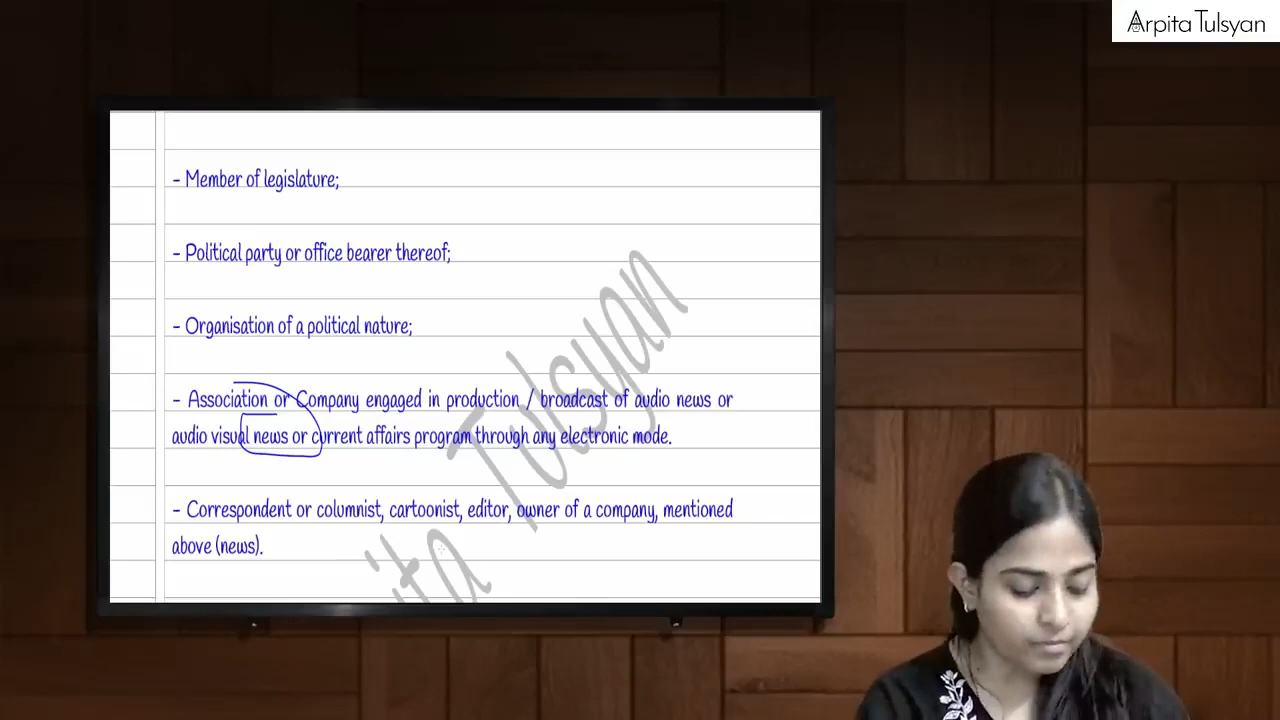 Arpita Tulsyan
- Member of legislature;
- Political party or office bearer thereof;
- Organisation of a political nature;
- Association or Company engaged in production / broadcast of audio news or
audio visual news or current affairs program through any electronic mode.
- Correspondent or columnist, cartoonist, editor, owner of a company, mentioned
above (news).
ita Tulsyan